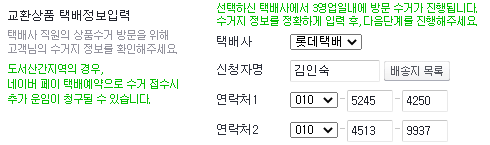 교환상품 택배정보입력
택배사 직원의 상품수거 방문을 위해
고객님의 수거지 정보를 확인해주세요.
도서산간지역의 경우,
네이버 페이 택배예약으로 수거 접수시
추가 운임이 청구될 수 있습니다.
선택하신 택배사에서 3영업일내에 방문 수거가 진행됩니다.
수거지 정보를 정확하게 입력 후, 다음단계를 진행해주세요.
택배사 롯데택배
신청자명 김인숙 배송지 목록
연락처1 010 - 5245 - 4250
연락처2 010 - 4513 - 9937